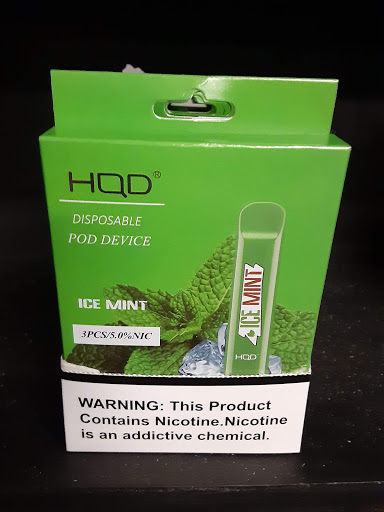 HQD®
DISPOSABLE
POD DEVICE
ICE MINT
3PCS/5.0%NIC
ICE MINT
HQD
WARNING: This Product
Contains Nicotine.Nicotine
is an addictive chemical.